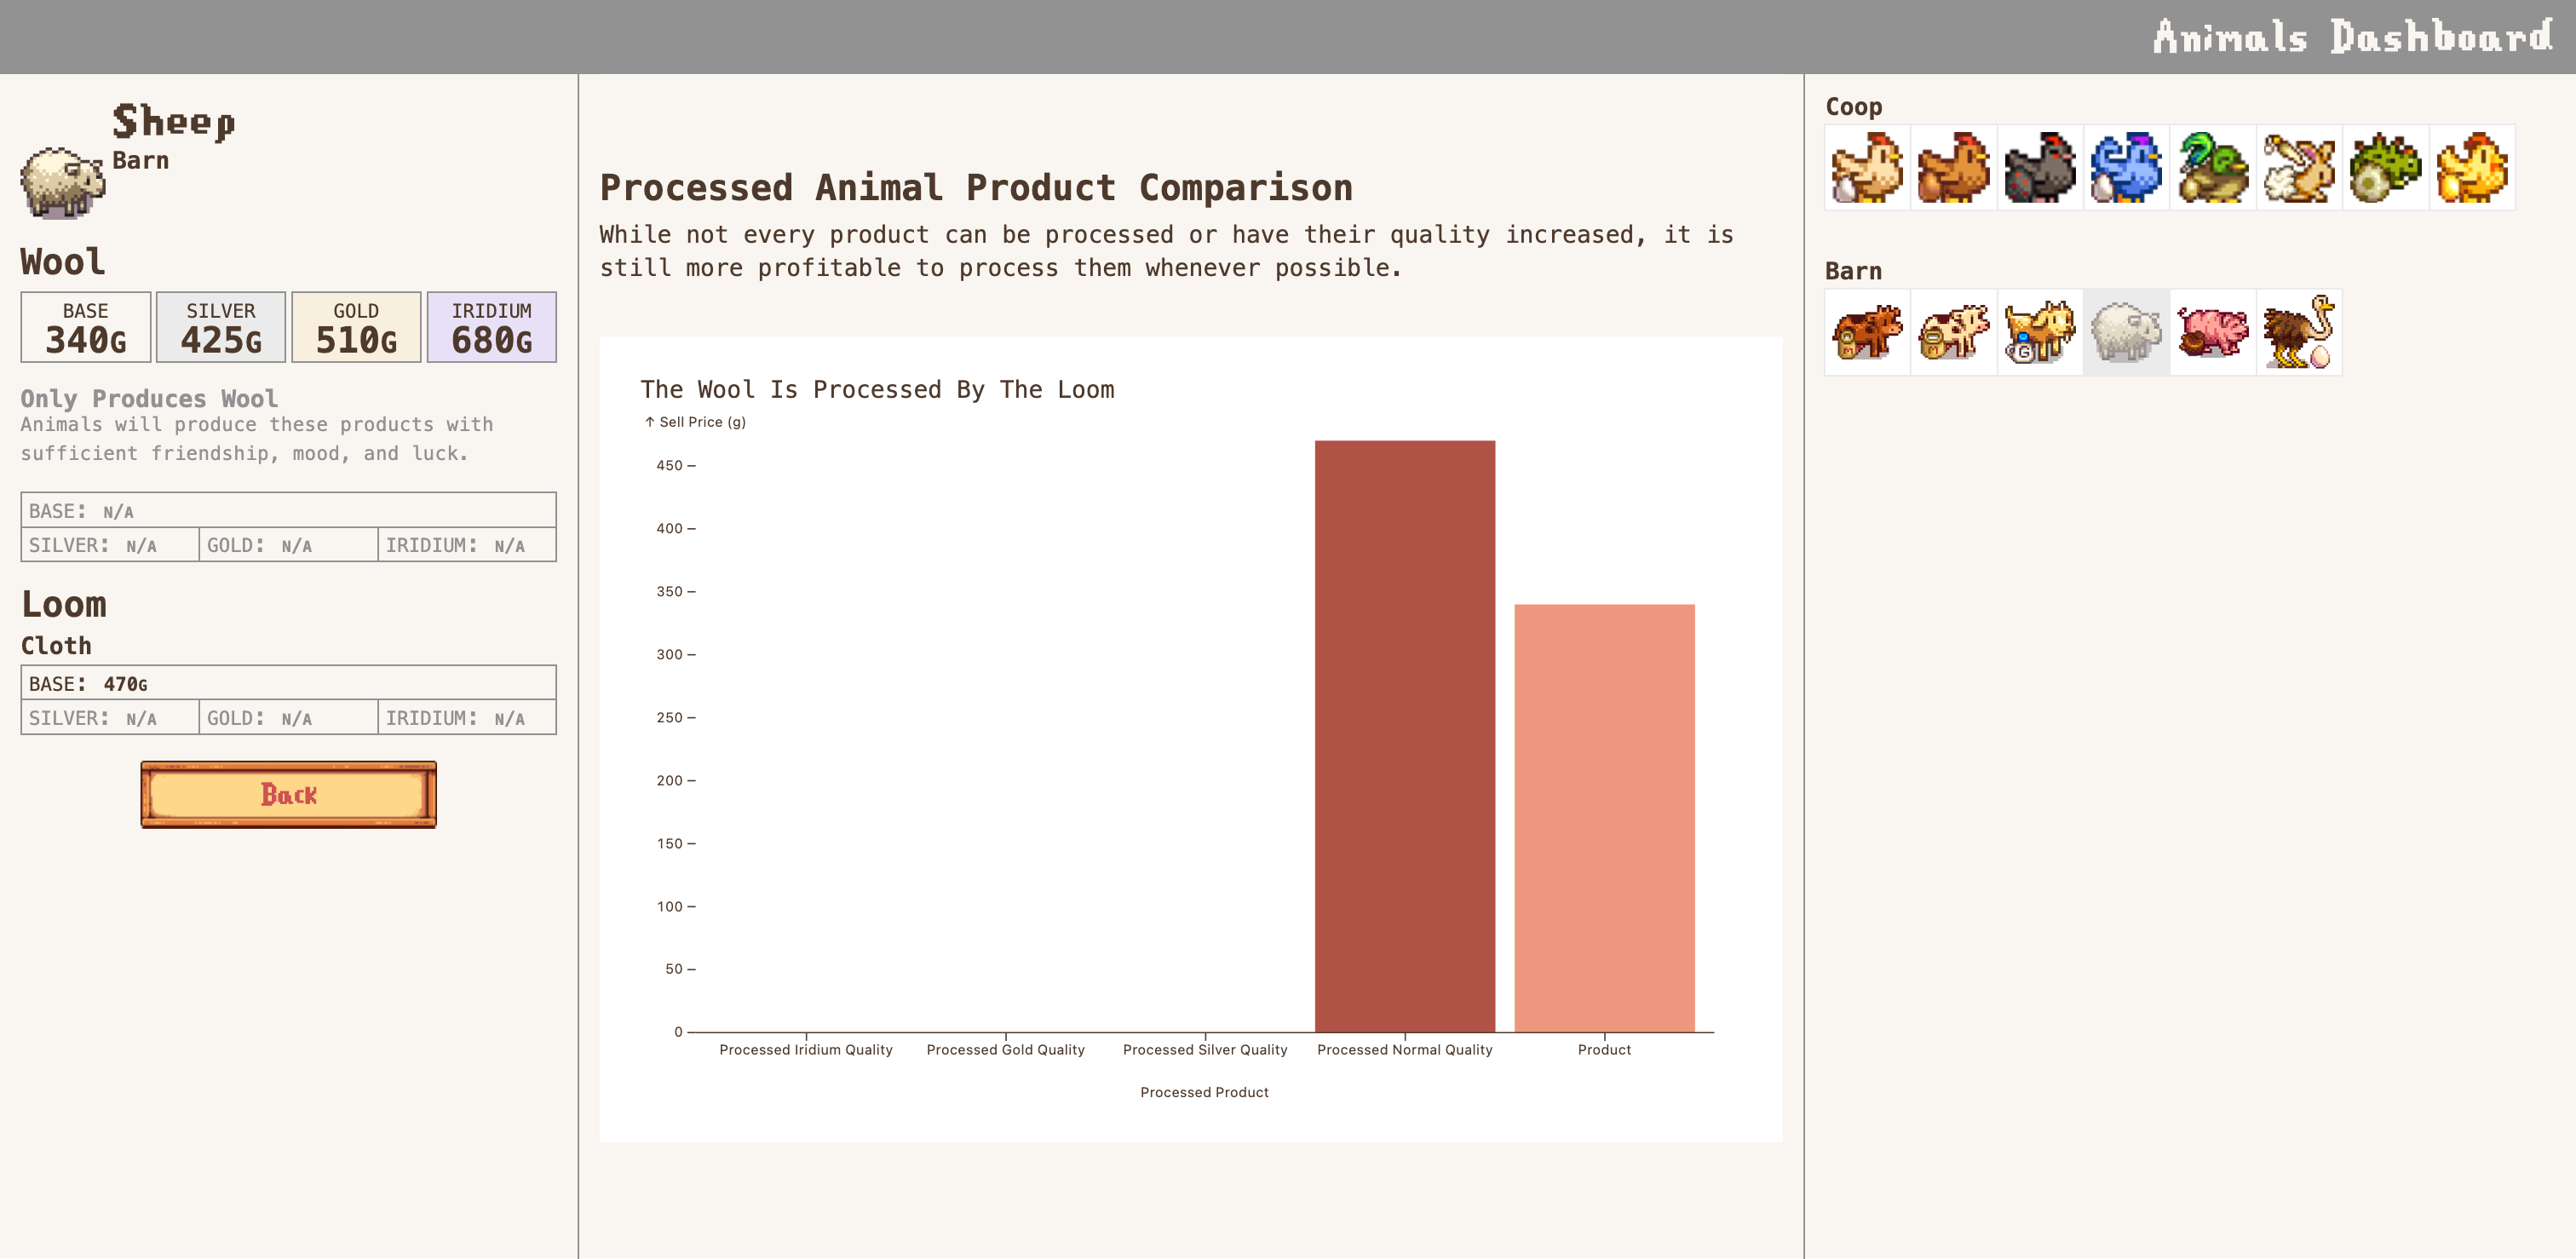 Animals Dashboard
Sheep
Barn
Wool
BASE
340G
SILVER
425G
GOLD
510G
IRIDIUM
680G
Only Produces Wool
Animals will produce these products with
sufficient friendship, mood, and luck.
BASE: N/A
SILVER: N/A
GOLD: N/A
IRIDIUM: N/A
Loom
Cloth
BASE: 470G
SILVER: N/A
GOLD: N/A
IRIDIUM: N/A
Back
Processed Animal Product Comparison
While not every product can be processed or have their quality increased, it is
still more profitable to process them whenever possible.
The Wool Is Processed By The Loom
↑ Sell Price (g)
450
400
350
300
250
200
150
100
50
0
Processed Iridium Quality
Processed Gold Quality
Processed Silver Quality
Processed Normal Quality
Product
Processed Product
Coop
Barn
M
M
G